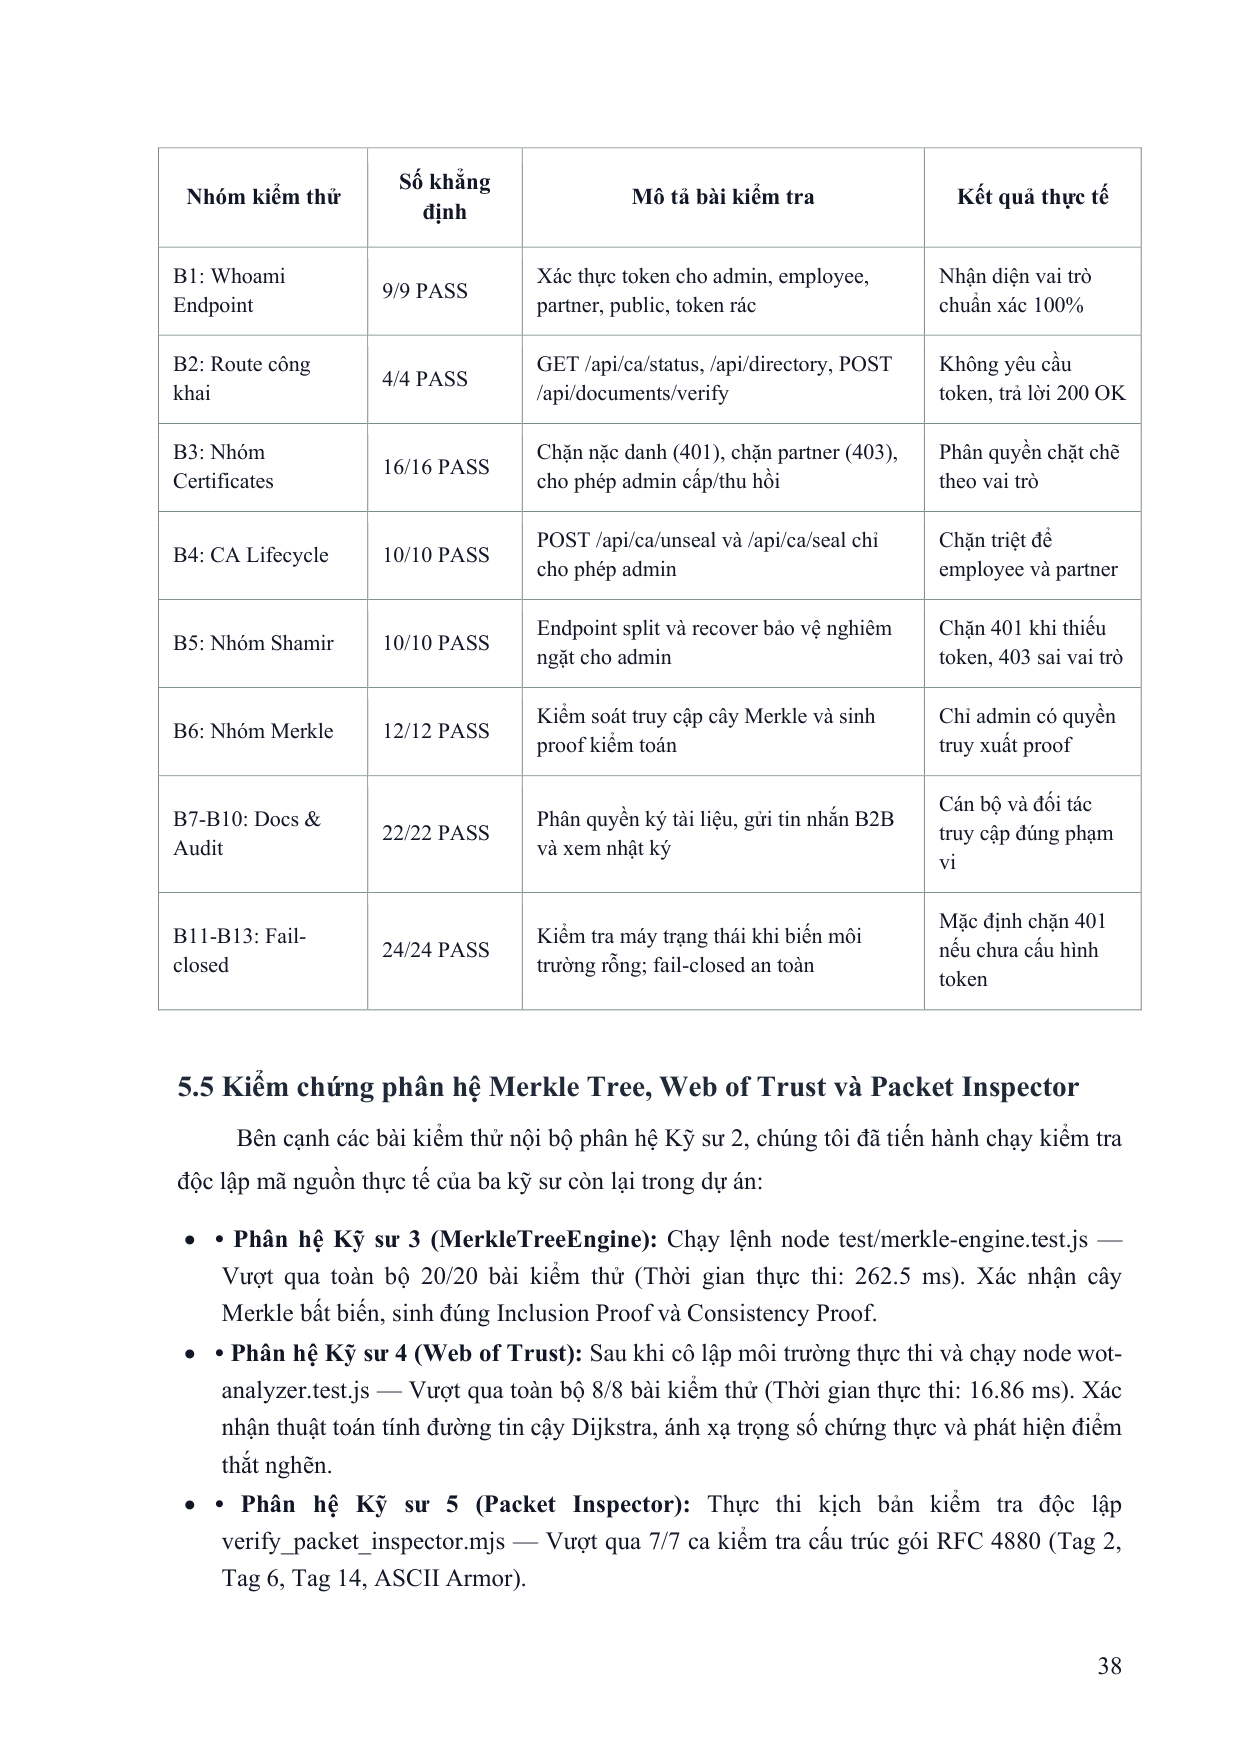 Nhóm kiểm thử
Số khẳng
định
Mô tả bài kiểm tra
Kết quả thực tế
B1: Whoami
Endpoint
9/9 PASS
Xác thực token cho admin, employee,
partner, public, token rác
Nhận diện vai trò
chuẩn xác 100%
B2: Route công
khai
4/4 PASS
GET /api/ca/status, /api/directory, POST
/api/documents/verify
Không yêu cầu
token, trả lời 200 OK
B3: Nhóm
Certificates
16/16 PASS
Chặn nặc danh (401), chặn partner (403),
cho phép admin cấp/thu hồi
Phân quyền chặt chẽ
theo vai trò
B4: CA Lifecycle
10/10 PASS
POST /api/ca/unseal và /api/ca/seal chỉ
cho phép admin
Chặn triệt để
employee và partner
B5: Nhóm Shamir
10/10 PASS
Endpoint split và recover bảo vệ nghiêm
ngặt cho admin
Chặn 401 khi thiếu
token, 403 sai vai trò
B6: Nhóm Merkle
12/12 PASS
Kiểm soát truy cập cây Merkle và sinh
proof kiểm toán
Chỉ admin có quyền
truy xuất proof
B7-B10: Docs &
Audit
22/22 PASS
Phân quyền ký tài liệu, gửi tin nhắn B2B
và xem nhật ký
Cán bộ và đối tác
truy cập đúng phạm
vi
B11-B13: Fail-
closed
24/24 PASS
Kiểm tra máy trạng thái khi biến môi
trường rỗng; fail-closed an toàn
Mặc định chặn 401
nếu chưa cấu hình
token
5.5 Kiểm chứng phân hệ Merkle Tree, Web of Trust và Packet Inspector
Bên cạnh các bài kiểm thử nội bộ phân hệ Kỹ sư 2, chúng tôi đã tiến hành chạy kiểm tra
độc lập mã nguồn thực tế của ba kỹ sư còn lại trong dự án:
• • Phân hệ Kỹ sư 3 (MerkleTreeEngine): Chạy lệnh node test/merkle-engine.test.js —
Vượt qua toàn bộ 20/20 bài kiểm thử (Thời gian thực thi: 262.5 ms). Xác nhận cây
Merkle bất biến, sinh đúng Inclusion Proof và Consistency Proof.
• • Phân hệ Kỹ sư 4 (Web of Trust): Sau khi cô lập môi trường thực thi và chạy node wot-
analyzer.test.js — Vượt qua toàn bộ 8/8 bài kiểm thử (Thời gian thực thi: 16.86 ms). Xác
nhận thuật toán tính đường tin cậy Dijkstra, ánh xạ trọng số chứng thực và phát hiện điểm
thắt nghẽn.
• • Phân hệ Kỹ sư 5 (Packet Inspector): Thực thi kịch bản kiểm tra độc lập
verify_packet_inspector.mjs — Vượt qua 7/7 ca kiểm tra cấu trúc gói RFC 4880 (Tag 2,
Tag 6, Tag 14, ASCII Armor).
38